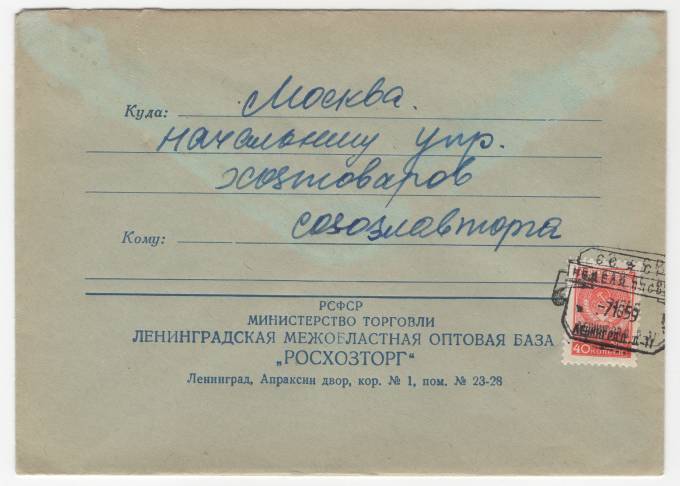 Куда: Москва.
начальнику упр.
хозтоваров
Кому: союзглавторга
РСФСР
МИНИСТЕРСТВО ТОРГОВЛИ
ЛЕНИНГРАДСКАЯ МЕЖОБЛАСТНАЯ ОПТОВАЯ БАЗА
„РОСХОЗТОРГ“
Ленинград, Апраксин двор, кор. № 1, пом. № 23-28
ЛЕНИНГРАД
40 КОПЕЕК